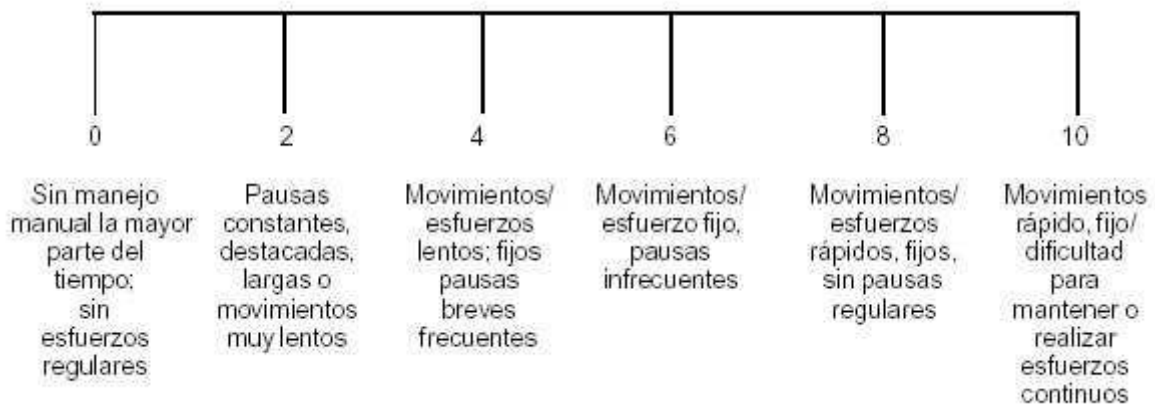 0
2
4
6
8
10
Sin manejo
manual la mayor
parte del
tiempo:
sin
esfuerzos
regulares
Pausas
constantes,
destacadas,
largas o
movimientos
muy lentos
Movimientos/
esfuerzos
lentos; fijos
pausas
breves
frecuentes
Movimientos/
esfuerzo fijo,
pausas
infrecuentes
Movimientos/
esfuerzos
rápidos, fijos,
sin pausas
regulares
Movimientos
rápido, fijo/
dificultad
para
mantener o
realizar
esfuerzos
continuos